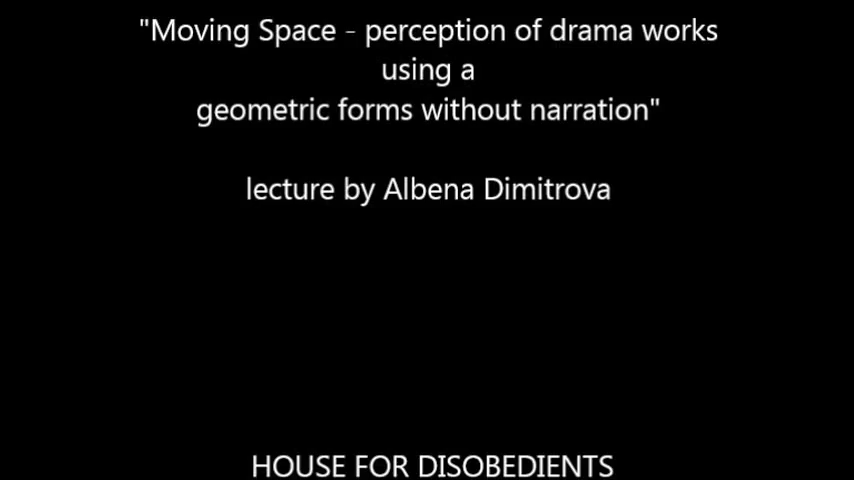 "Moving Space - perception of drama works
using a
geometric forms without narration"
lecture by Albena Dimitrova
HOUSE FOR DISOBEDIENTS